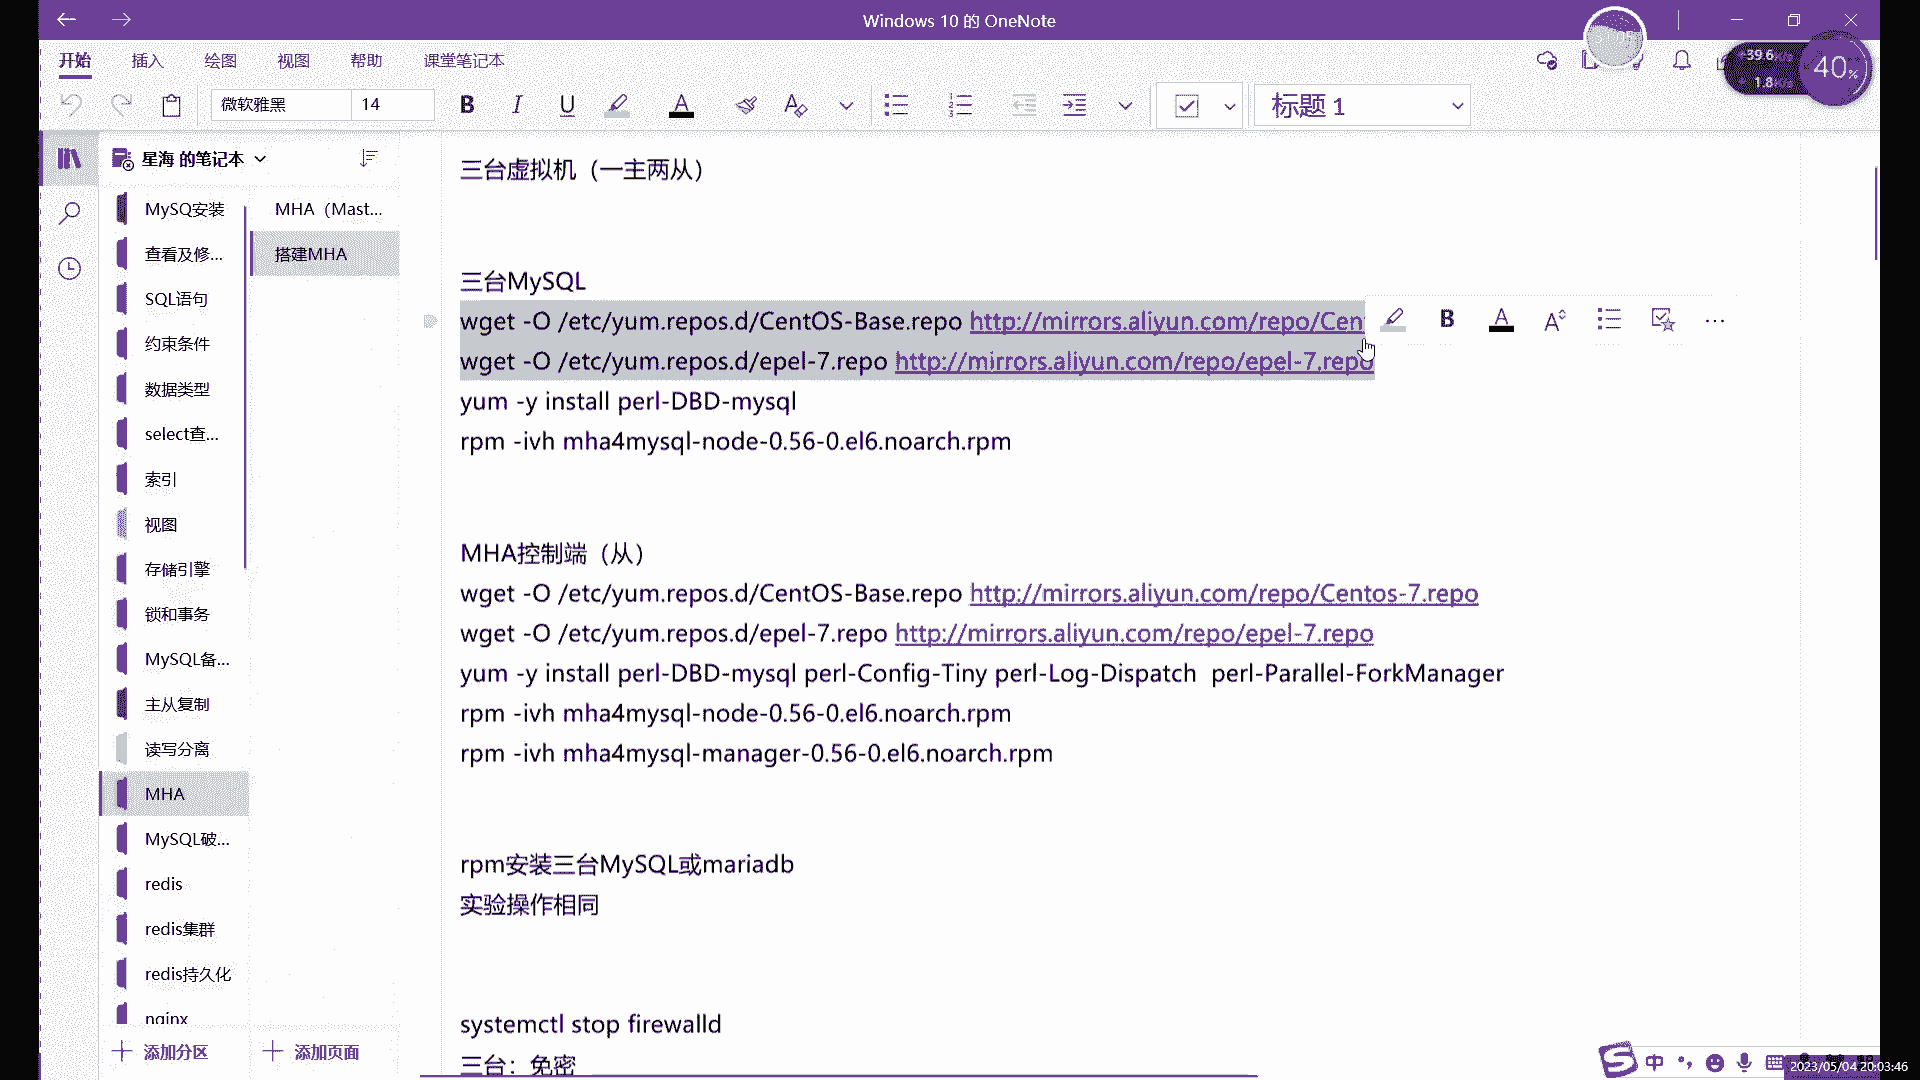 Windows 10 的 OneNote
开始 插入 绘图 视图 帮助 课堂笔记本
39.6K/s
1.8K/s
40%
微软雅黑 14 B I U A 标题 1
星海 的笔记本
MySQ安装
查看及修...
SQL语句
约束条件
数据类型
select查...
索引
视图
存储引擎
锁和事务
MySQL备...
主从复制
读写分离
MHA
MySQL破...
redis
redis集群
redis持久化
nginx
添加分区
MHA（Mast...
搭建MHA
添加页面
三台虚拟机（一主两从）
三台MySQL
wget -O /etc/yum.repos.d/CentOS-Base.repo http://mirrors.aliyun.com/repo/Cen
wget -O /etc/yum.repos.d/epel-7.repo http://mirrors.aliyun.com/repo/epel-7.repo
yum -y install perl-DBD-mysql
rpm -ivh mha4mysql-node-0.56-0.el6.noarch.rpm
MHA控制端（从）
wget -O /etc/yum.repos.d/CentOS-Base.repo http://mirrors.aliyun.com/repo/Centos-7.repo
wget -O /etc/yum.repos.d/epel-7.repo http://mirrors.aliyun.com/repo/epel-7.repo
yum -y install perl-DBD-mysql perl-Config-Tiny perl-Log-Dispatch perl-Parallel-ForkManager
rpm -ivh mha4mysql-node-0.56-0.el6.noarch.rpm
rpm -ivh mha4mysql-manager-0.56-0.el6.noarch.rpm
rpm安装三台MySQL或mariadb
实验操作相同
systemctl stop firewalld
三台：免密
B A A
中
2023/05/04 20:03:46